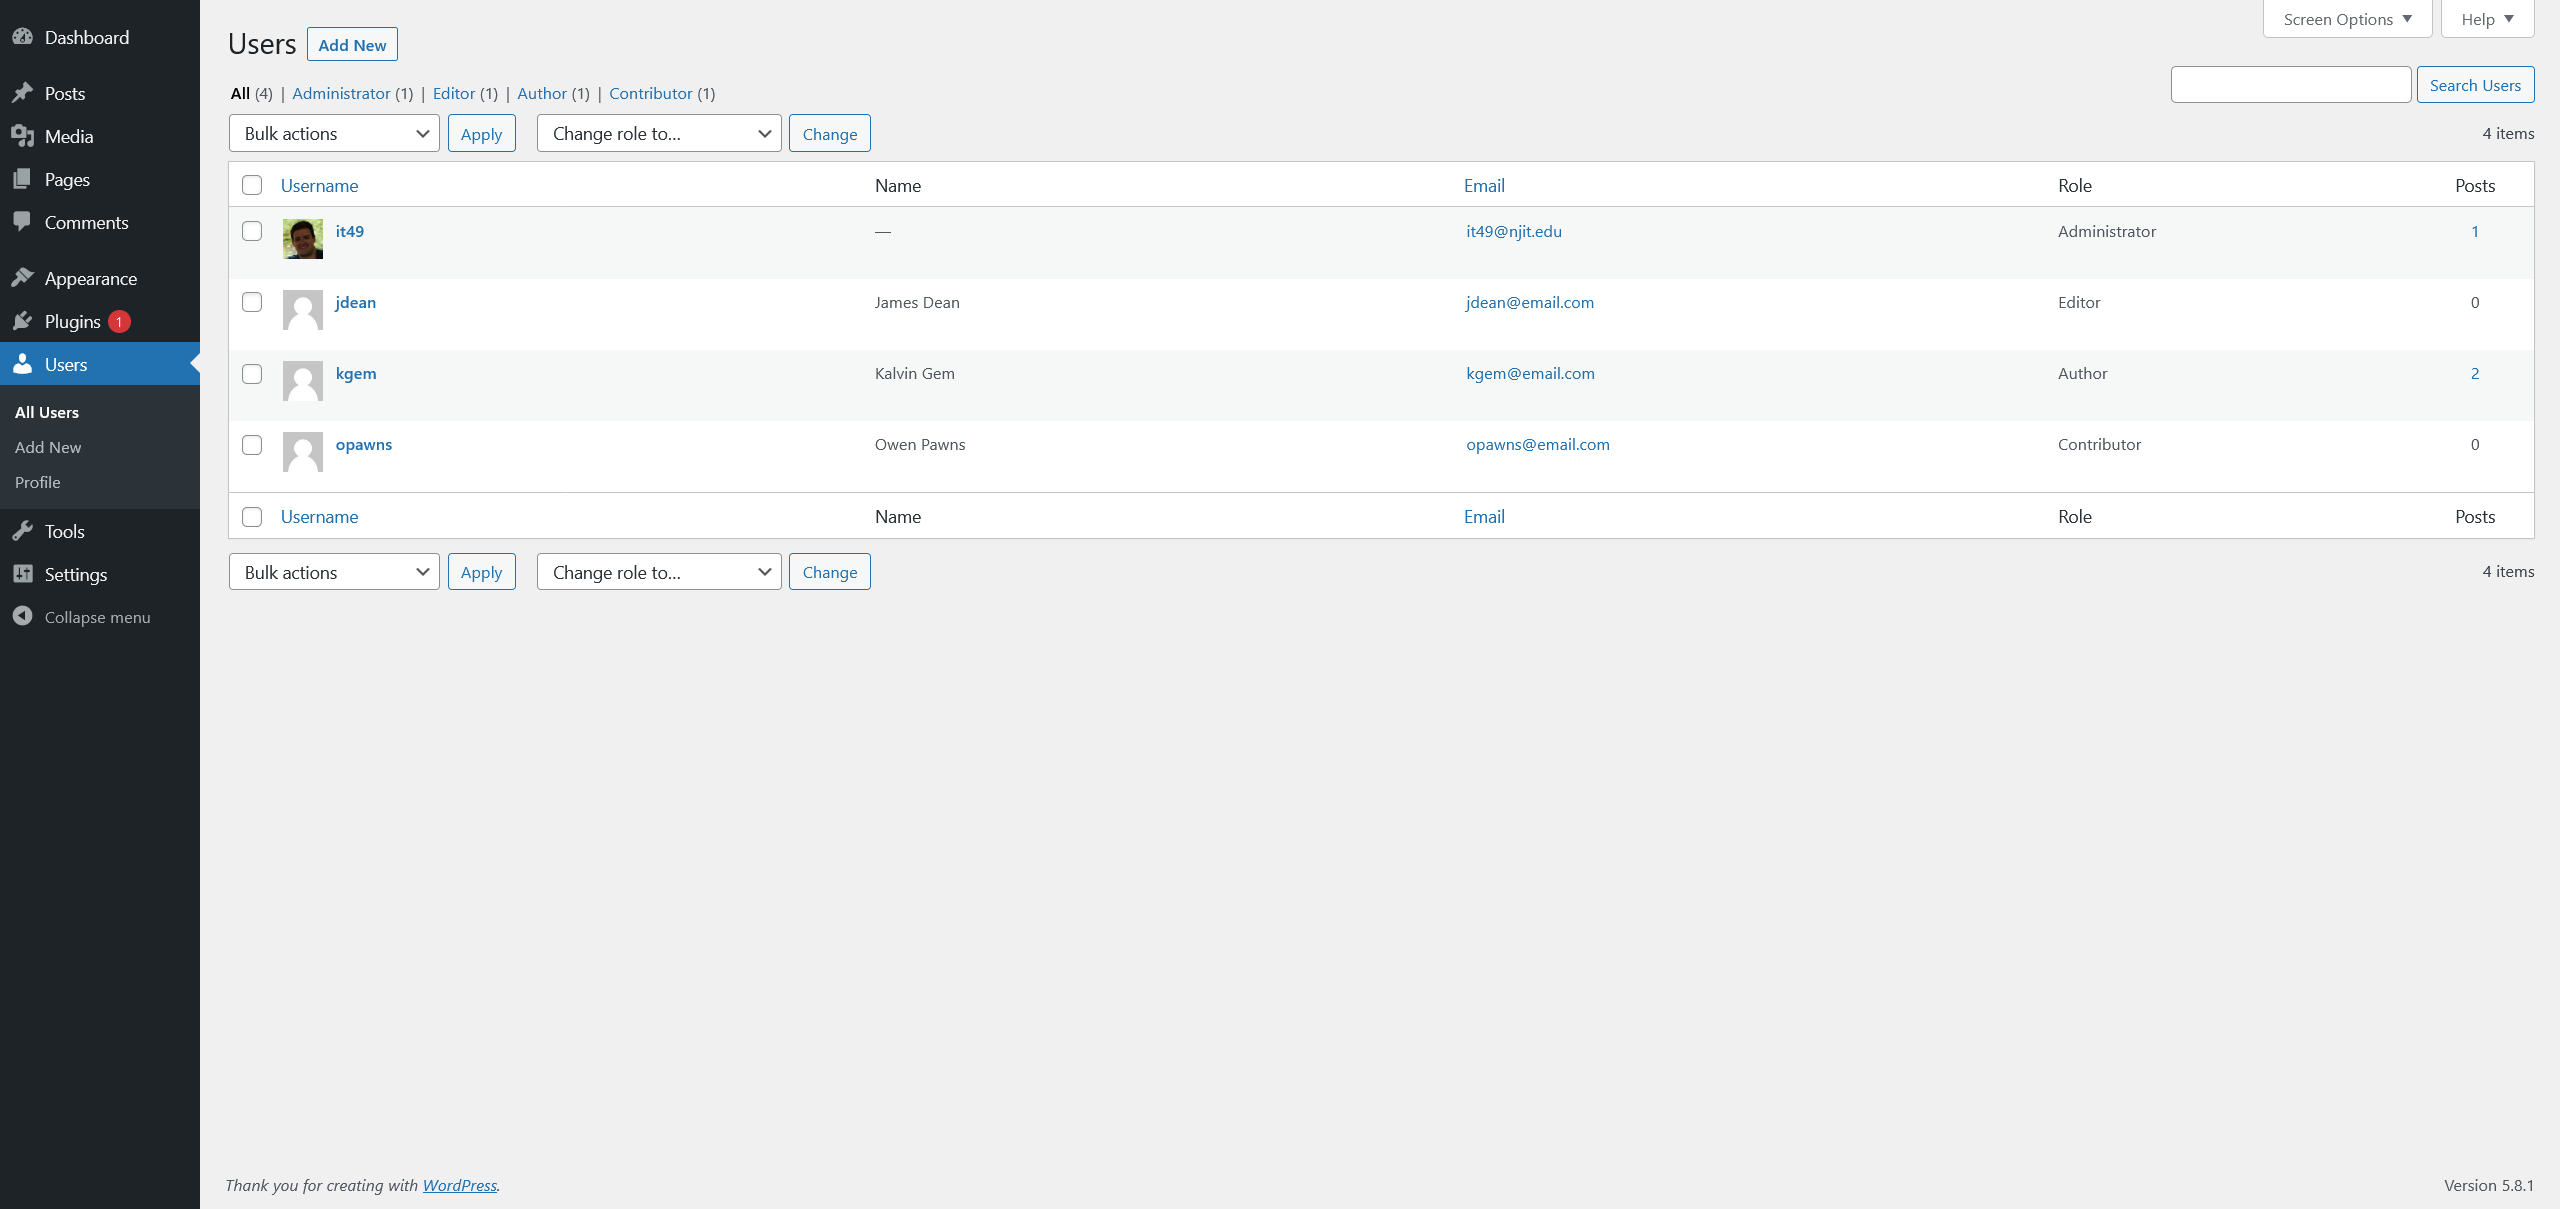 Dashboard
Posts
Media
Pages
Comments
Appearance
Plugins 1
Users
All Users
Add New
Profile
Tools
Settings
Collapse menu
Screen Options Help
Users Add New
All (4) | Administrator (1) | Editor (1) | Author (1) | Contributor (1)
Search Users
Bulk actions Apply Change role to... Change 4 items
Username Name Email Role Posts
it49 — it49@njit.edu Administrator 1
jdean James Dean jdean@email.com Editor 0
kgem Kalvin Gem kgem@email.com Author 2
opawns Owen Pawns opawns@email.com Contributor 0
Username Name Email Role Posts
Bulk actions Apply Change role to... Change 4 items
Thank you for creating with WordPress. Version 5.8.1